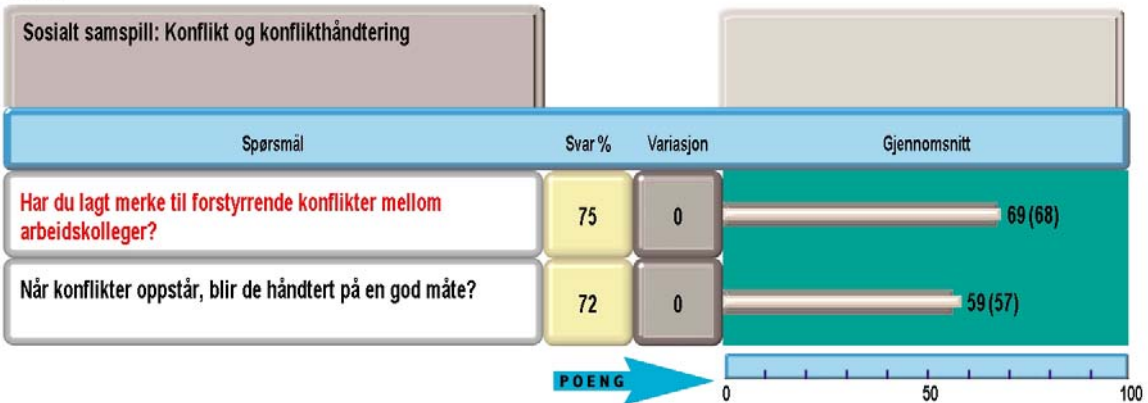 Sosialt samspill: Konflikt og konflikthåndtering
Spørsmål Svar % Variasjon Gjennomsnitt
Har du lagt merke til forstyrrende konflikter mellom
arbeidskolleger?
75 0 69 (68)
Når konflikter oppstår, blir de håndtert på en god måte?
72 0 59 (57)
POENG
0 50 100